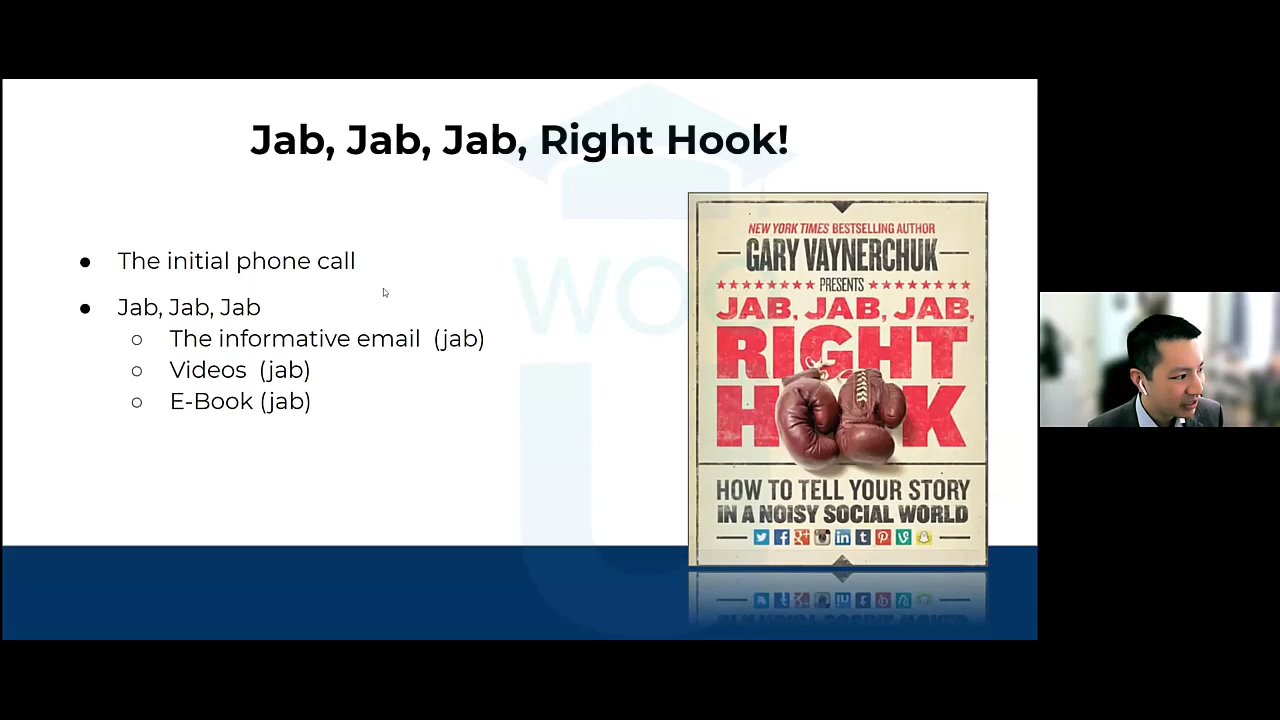 Jab, Jab, Jab, Right Hook!
● The initial phone call
● Jab, Jab, Jab
○ The informative email (jab)
○ Videos (jab)
○ E-Book (jab)
NEW YORK TIMES BESTSELLING AUTHOR
GARY VAYNERCHUK
PRESENTS
JAB, JAB, JAB,
RIGHT
HOOK
HOW TO TELL YOUR STORY
IN A NOISY SOCIAL WORLD
WOO
U